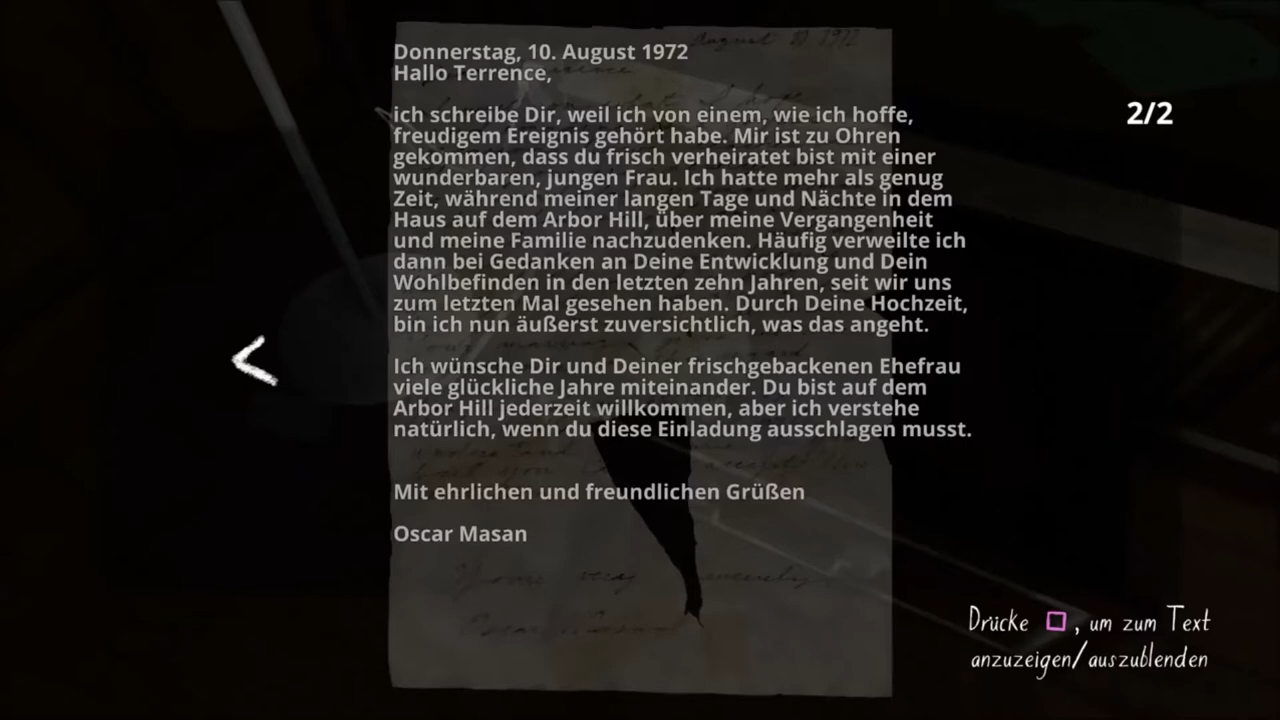 Donnerstag, 10. August 1972
Hallo Terrence,
ich schreibe Dir, weil ich von einem, wie ich hoffe,
freudigem Ereignis gehört habe. Mir ist zu Ohren
gekommen, dass du frisch verheiratet bist mit einer
wunderbaren, jungen Frau. Ich hatte mehr als genug
Zeit, während meiner langen Tage und Nächte in dem
Haus auf dem Arbor Hill, über meine Vergangenheit
und meine Familie nachzudenken. Häufig verweilte ich
dann bei Gedanken an Deine Entwicklung und Dein
Wohlbefinden in den letzten zehn Jahren, seit wir uns
zum letzten Mal gesehen haben. Durch Deine Hochzeit,
bin ich nun äußerst zuversichtlich, was das angeht.
Ich wünsche Dir und Deiner frischgebackenen Ehefrau
viele glückliche Jahre miteinander. Du bist auf dem
Arbor Hill jederzeit willkommen, aber ich verstehe
natürlich, wenn du diese Einladung ausschlagen musst.
Mit ehrlichen und freundlichen Grüßen
Oscar Masan
2/2
Drücke □, um zum Text
anzuzeigen/auszublenden